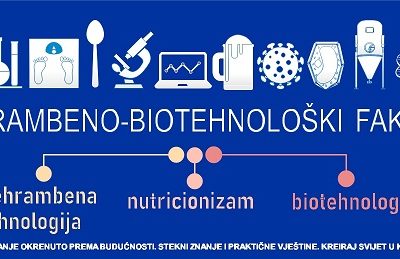 RAMBENO-BIOTEHNOLOŠKI FAK
ehrambena
hnologija
nutricionizam
biotehnolog
ANJE OKRENUTO PREMA BUDUĆNOSTI. STEKNI ZNANJE I PRAKTIČNE VJEŠTINE. KREIRAJ SVIJET U K